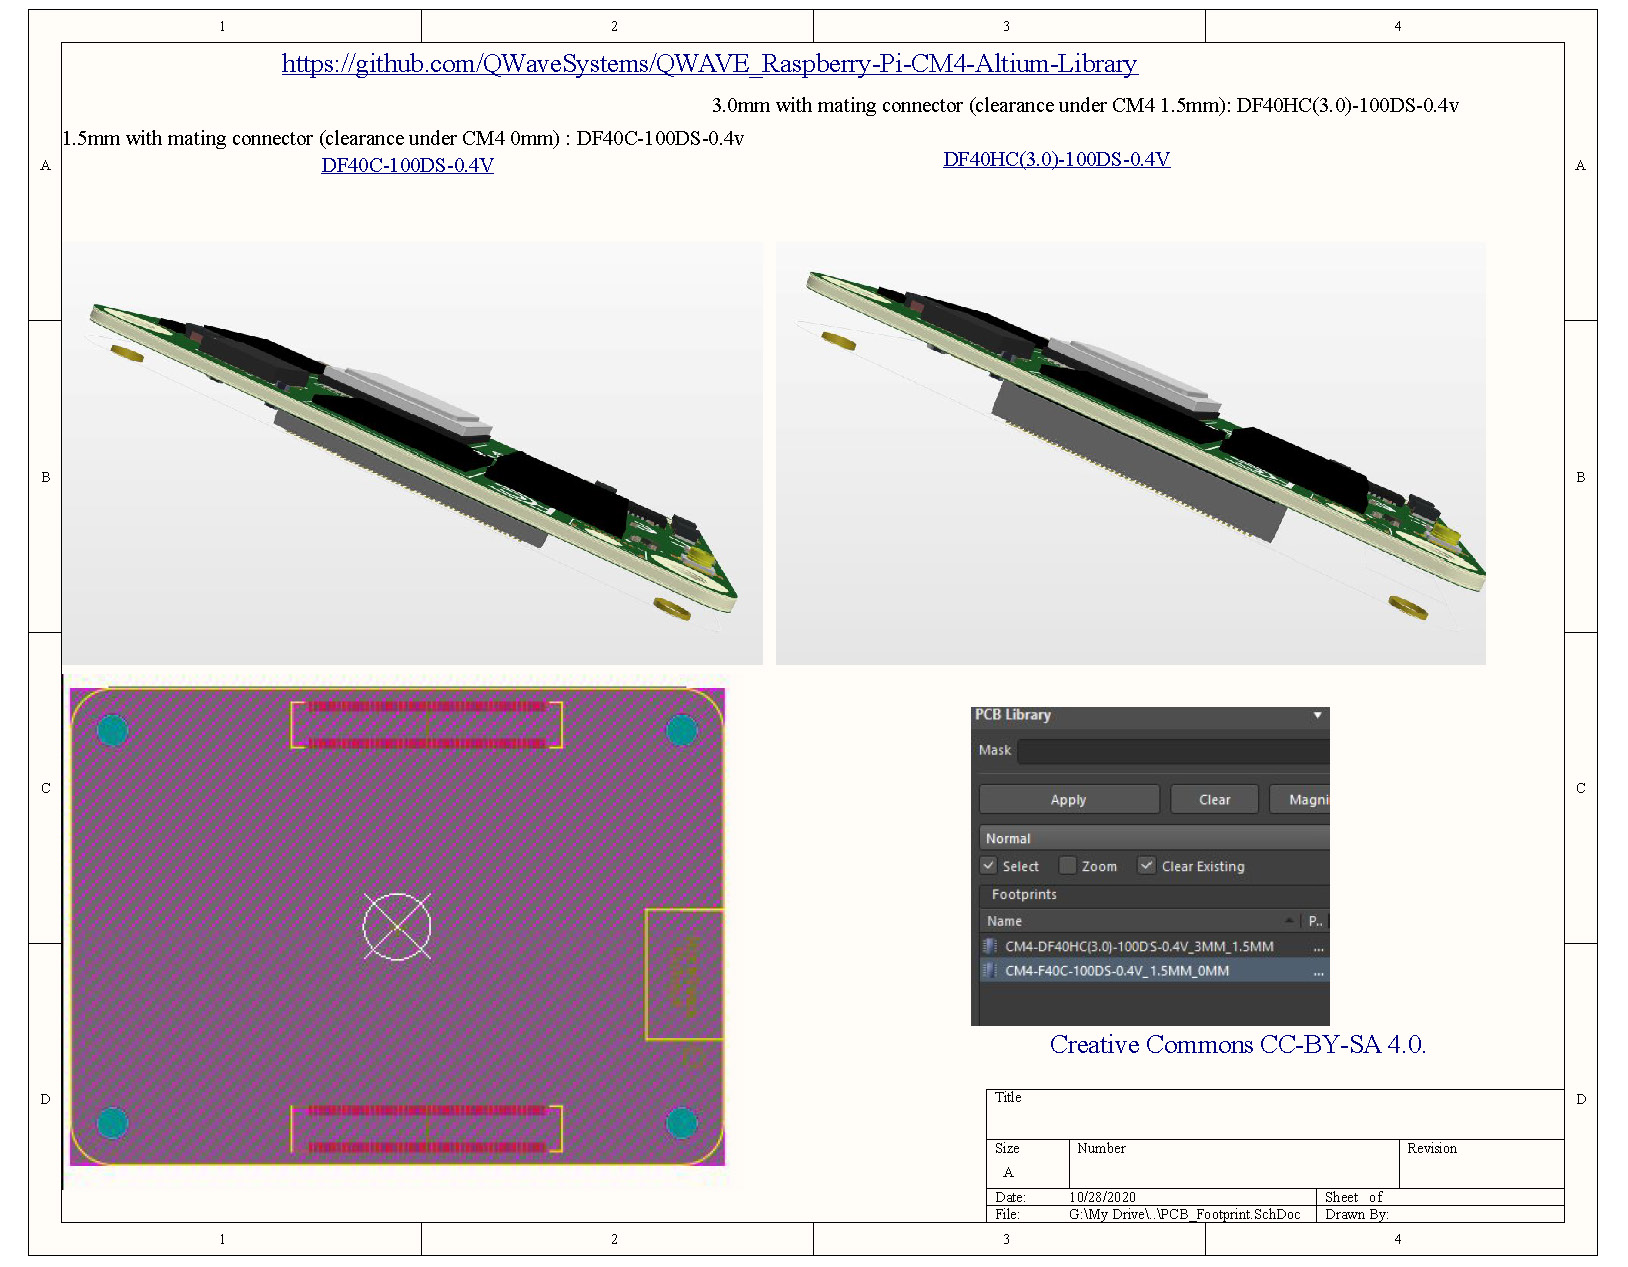 1 2 3 4
https://github.com/QWaveSystems/QWAVE_Raspberry-Pi-CM4-Altium-Library
3.0mm with mating connector (clearance under CM4 1.5mm): DF40HC(3.0)-100DS-0.4v
1.5mm with mating connector (clearance under CM4 0mm) : DF40C-100DS-0.4v
DF40HC(3.0)-100DS-0.4V
A DF40C-100DS-0.4V A
B B
PCB Library
Mask
C C
Apply Clear Magni
Normal
Select Zoom Clear Existing
Footprints
Name P..
CM4-DF40HC(3.0)-100DS-0.4V_3MM_1.5MM ...
CM4-F40C-100DS-0.4V_1.5MM_0MM ...
Creative Commons CC-BY-SA 4.0.
D D
Title
Size Number Revision
A
Date: 10/28/2020 Sheet of
File: G:\My Drive\..\PCB_Footprint.SchDoc Drawn By:
1 2 3 4